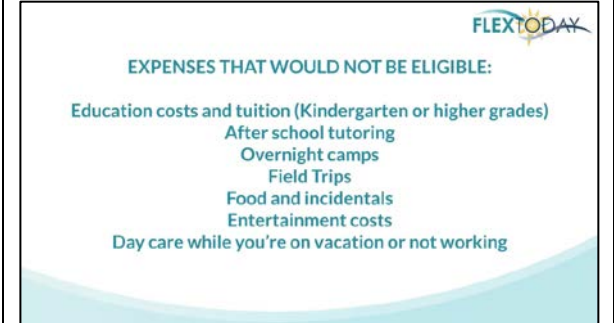 FLEXTODAY
EXPENSES THAT WOULD NOT BE ELIGIBLE:
Education costs and tuition (Kindergarten or higher grades)
After school tutoring
Overnight camps
Field Trips
Food and incidentals
Entertainment costs
Day care while you're on vacation or not working